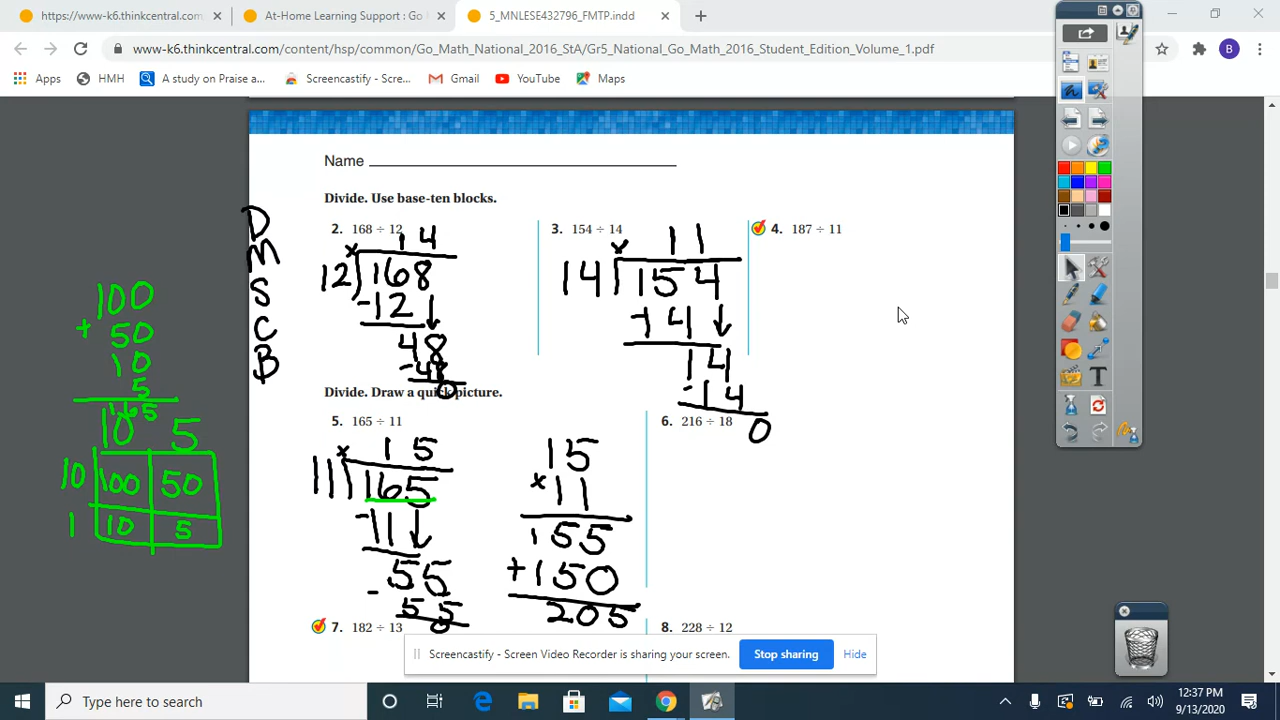 https://www-k6.thinkcentral.com
At-Home Learning Support
5_MNLESE432796_FMTP.indd
www-k6.thinkcentral.com/content/hsp/common/Go_Math_National_2016_StA/Gr5_National_Go_Math_2016_Student_Edition_Volume_1.pdf
B
Apps
HMH
A study on Praise a...
Screencastify - Scre...
Gmail
YouTube
Maps
Name
Divide. Use base-ten blocks.
2. 168 ÷ 12
3. 154 ÷ 14
4. 187 ÷ 11
D
M
S
C
B
x 14
12 168
-12
48
-48
0
x 11
14 154
-14
14
-14
0
100
+ 50
10
5
165
10 5
10 100 50
1 10 5
Divide. Draw a quick picture.
5. 165 ÷ 11
6. 216 ÷ 18
x 15
11 165
-11
55
-55
0
15
x11
155
+150
205
7. 182 ÷ 13
8. 228 ÷ 12
Screencastify - Screen Video Recorder is sharing your screen.
Stop sharing
Hide
T
Type here to search
12:37 PM
9/13/2020